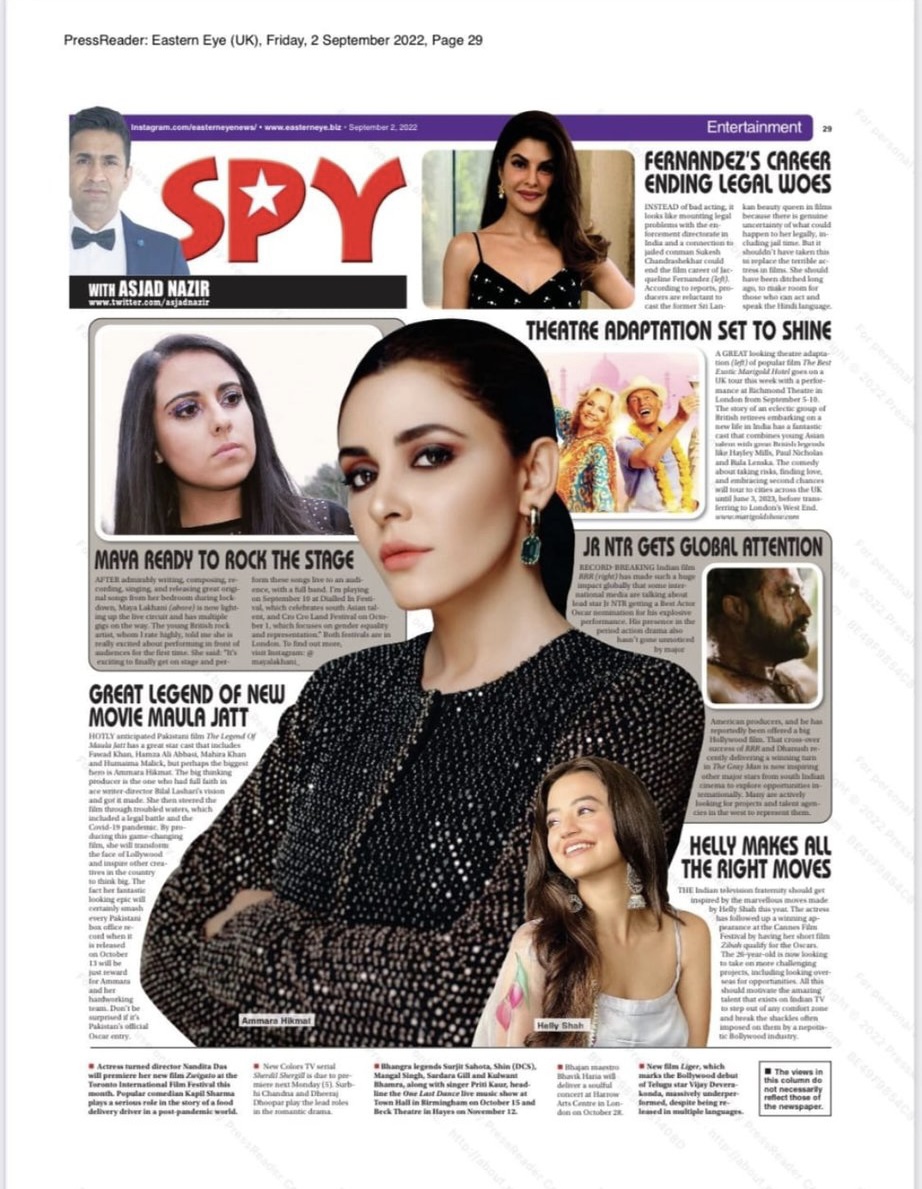 PressReader: Eastern Eye (UK), Friday, 2 September 2022, Page 29
Instagram.com/easterneyenews/ • www.easterneye.biz • September 2, 2022
Entertainment
29
SPY
WITH ASJAD NAZIR
www.twitter.com/asjadnazir
FERNANDEZ'S CAREER
ENDING LEGAL WOES
INSTEAD of bad acting, it
looks like mounting legal
problems with the en-
forcement directorate in
India and a connection to
jailed conman Sukesh
Chandrashekhar could
end the film career of Jac-
queline Fernandez (left).
According to reports, pro-
ducers are reluctant to
cast the former Sri Lan-
kan beauty queen in films
because there is genuine
uncertainty of what could
happen to her legally, in-
cluding jail time. But it
shouldn't have taken this
to replace the terrible ac-
tress in films. She should
have been ditched long
ago, to make room for
those who can act and
speak the Hindi language.
THEATRE ADAPTATION SET TO SHINE
A GREAT looking theatre adapta-
tion (left) of popular film The Best
Exotic Marigold Hotel goes on a
UK tour this week with a perfor-
mance at Richmond Theatre in
London from September 5-10.
The story of an eclectic group of
British retirees embarking on a
new life in India has a fantastic
cast that combines young Asian
talent with great British legends
like Hayley Mills, Paul Nicholas
and Rula Lenska. The comedy
about taking risks, finding love,
and embracing second chances
will tour to cities across the UK
until June 3, 2023, before trans-
ferring to London's West End.
www.marigoldshow.com
MAYA READY TO ROCK THE STAGE
AFTER admirably writing, composing, re-
cording, singing, and releasing great origi-
nal songs from her bedroom during lock-
down, Maya Lakhani (above) is now light-
ing up the live circuit and has multiple
gigs on the way. The young British rock
artist, whom I rate highly, told me she is
really excited about performing in front of
audiences for the first time. She said: "It's
exciting to finally get on stage and per-
form these songs live to an audi-
ence, with a full band. I'm playing
on September 10 at Dialled In Festi-
val, which celebrates south Asian tal-
ent, and Cro Cro Land Festival on Octo-
ber 1, which focuses on gender equality
and representation." Both festivals are in
London. To find out more,
visit Instagram: @
mayalakhani_
JR NTR GETS GLOBAL ATTENTION
RECORD-BREAKING Indian film
RRR (right) has made such a huge
impact globally that some inter-
national media are talking about
lead star Jr NTR getting a Best Actor
Oscar nomination for his explosive
performance. His presence in the
period action drama also
hasn't gone unnoticed
by major
American producers, and he has
reportedly been offered a big
Hollywood film. That cross-over
success of RRR and Dhanush re-
cently delivering a winning turn
in The Gray Man is now inspiring
other major stars from south Indian
cinema to explore opportunities in-
ternationally. Many are actively
looking for projects and talent agen-
cies in the west to represent them.
GREAT LEGEND OF NEW
MOVIE MAULA JATT
HOTLY anticipated Pakistani film The Legend Of
Maula Jatt has a great star cast that includes
Fawad Khan, Hamza Ali Abbasi, Mahira Khan
and Humaima Malick, but perhaps the biggest
hero is Ammara Hikmat. The big thinking
producer is the one who had full faith in
ace writer-director Bilal Lashari's vision
and got it made. She then steered the
film through troubled waters, which
included a legal battle and the
Covid-19 pandemic. By pro-
ducing this game-changing
film, she will transform
the face of Lollywood
and inspire other crea-
tives in the country
to think big. The
fact her fantastic
looking epic will
certainly smash
every Pakistani
box office re-
cord when it
is released
on October
13 will be
just reward
for Ammara
and her
hardworking
team. Don't be
surprised if it's
Pakistan's official
Oscar entry.
Ammara Hikmat
Helly Shah
HELLY MAKES ALL
THE RIGHT MOVES
THE Indian television fraternity should get
inspired by the marvellous moves made
by Helly Shah this year. The actress
has followed up a winning ap-
pearance at the Cannes Film
Festival by having her short film
Zibah qualify for the Oscars.
The 26-year-old is now looking
to take on more challenging
projects, including looking over-
seas for opportunities. All this
should motivate the amazing
talent that exists on Indian TV
to step out of any comfort zone
and break the shackles often
imposed on them by a nepotis-
tic Bollywood industry.
■ Actress turned director Nandita Das
will premiere her new film Zwigato at the
Toronto International Film Festival this
month. Popular comedian Kapil Sharma
plays a serious role in the story of a food
delivery driver in a post-pandemic world.
■ New Colors TV serial
Sherdil Shergill is due to pre-
miere next Monday (5). Surb-
hi Chandna and Dheeraj
Dhoopar play the lead roles
in the romantic drama.
■ Bhangra legends Surjit Sahota, Shin (DCS),
Mangal Singh, Sardara Gill and Kulwant
Bhamra, along with singer Priti Kaur, head-
line the One Last Dance live music show at
Town Hall in Birmingham on October 15 and
Beck Theatre in Hayes on November 12.
■ Bhajan maestro
Bhavik Haria will
deliver a soulful
concert at Harrow
Arts Centre in Lon-
don on October 28.
■ New film Liger, which
marks the Bollywood debut
of Telugu star Vijay Devera-
konda, massively underper-
formed, despite being re-
leased in multiple languages.
■ The views in
this column do
not necessarily
reflect those of
the newspaper.